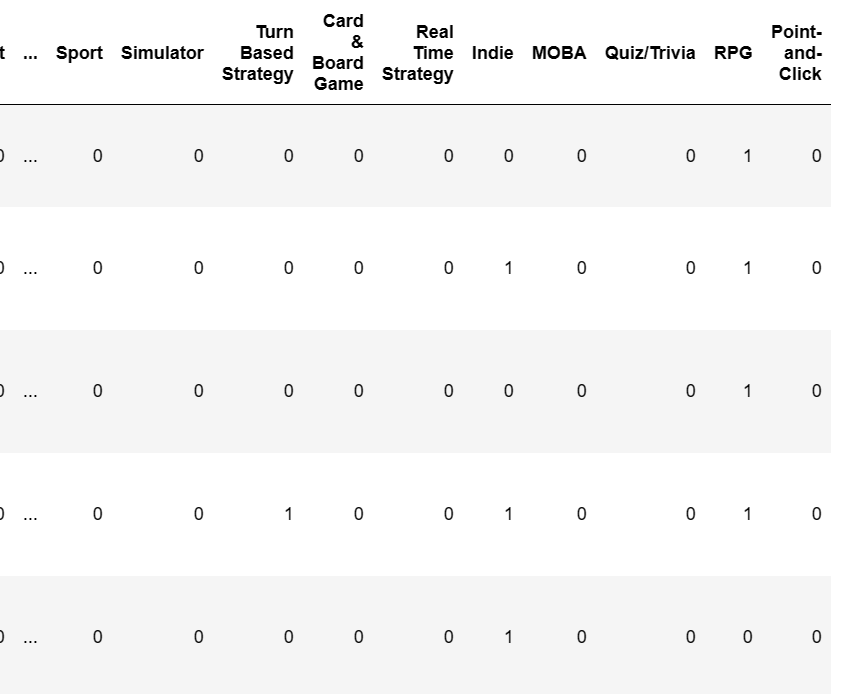 t ... Sport Simulator Turn Based Strategy Card & Board Game Real Time Strategy Indie MOBA Quiz/Trivia RPG Point-and-Click
0 ... 0 0 0 0 0 0 0 0 1 0
0 ... 0 0 0 0 0 1 0 0 1 0
0 ... 0 0 0 0 0 0 0 0 1 0
0 ... 0 0 1 0 0 1 0 0 1 0
0 ... 0 0 0 0 0 1 0 0 0 0